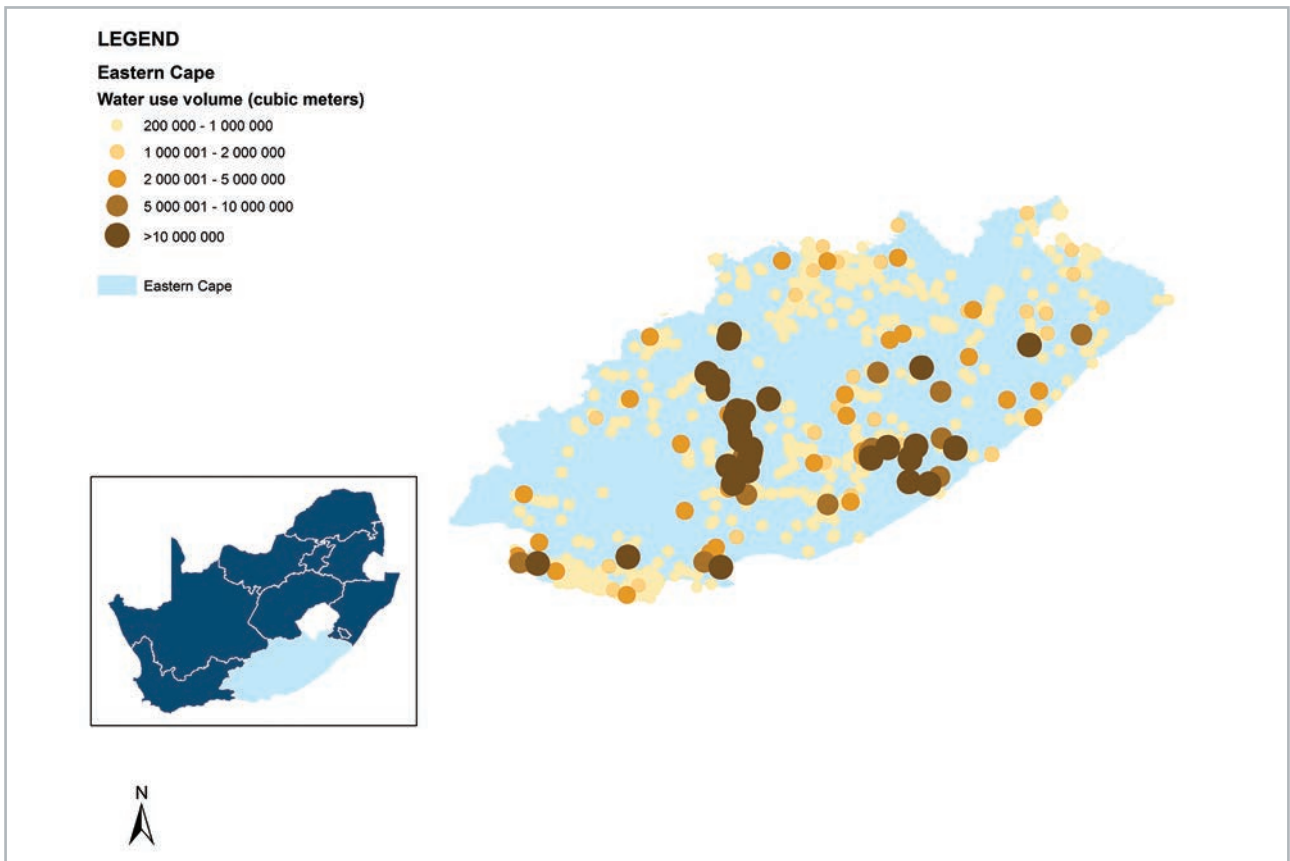 LEGEND
Eastern Cape
Water use volume (cubic meters)
200 000 - 1 000 000
1 000 001 - 2 000 000
2 000 001 - 5 000 000
5 000 001 - 10 000 000
>10 000 000
Eastern Cape
N